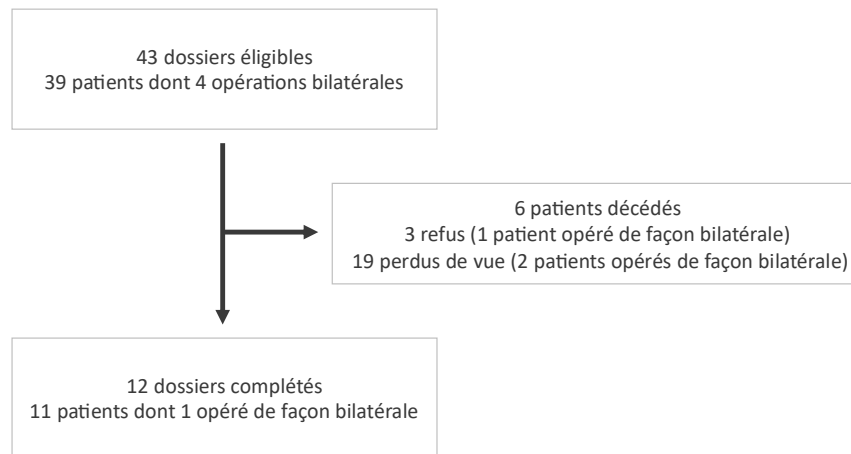 43 dossiers éligibles
39 patients dont 4 opérations bilatérales
6 patients décédés
3 refus (1 patient opéré de façon bilatérale)
19 perdus de vue (2 patients opérés de façon bilatérale)
12 dossiers complétés
11 patients dont 1 opéré de façon bilatérale